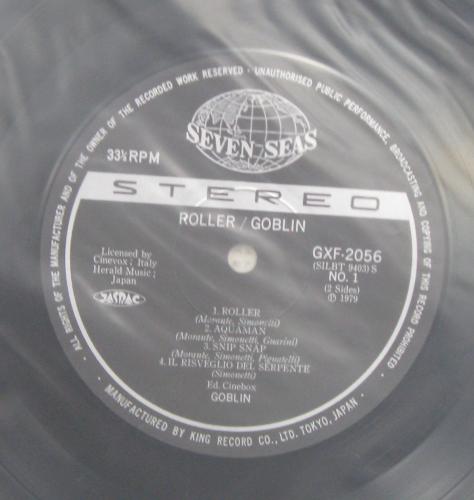 ALL RIGHTS OF THE MANUFACTURER AND OF THE OWNER OF THE RECORDED WORK RESERVED · UNAUTHORISED PUBLIC PERFORMANCE, BROADCASTING AND COPYING OF THIS RECORD PROHIBITED ·
SEVEN SEAS
33⅓ RPM
STEREO
ROLLER / GOBLIN
Licensed by
Cinevox ; Italy
Herald Music ;
Japan
JASRAC
GXF-2056
(SILBT 9403) S
NO. 1
(2 Sides)
Ⓟ 1979
1. ROLLER
(Morante, Simonetti)
2. AQUAMAN
(Morante, Simonetti, Guarini)
3. SNIP SNAP
(Morante, Simonetti, Pignatelli)
4. IL RISVEGLIO DEL SERPENTE
(Simonetti)
Ed. Cinebox
GOBLIN
· MANUFACTURED BY KING RECORD CO., LTD. TOKYO, JAPAN ·